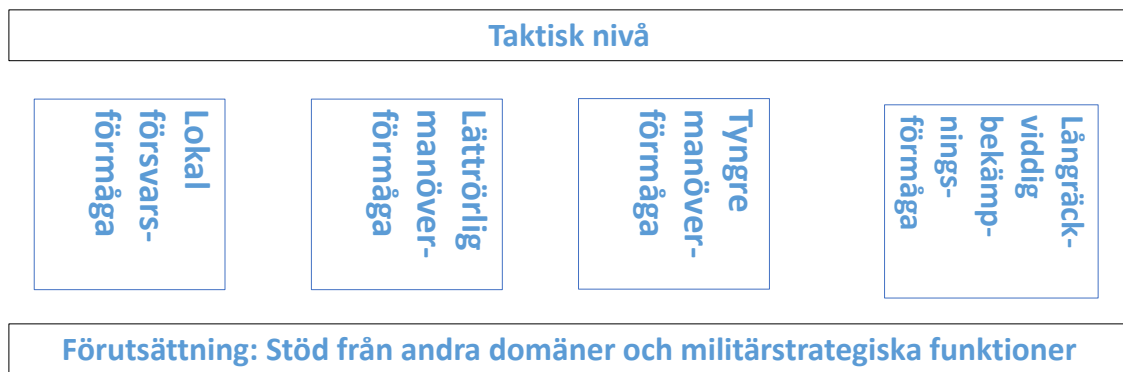 Taktisk nivå
Lokal
försvars-
förmåga
Lättrörlig
manöver-
förmåga
Tyngre
manöver-
förmåga
Långräck-
viddig
bekämp-
nings-
förmåga
Förutsättning: Stöd från andra domäner och militärstrategiska funktioner